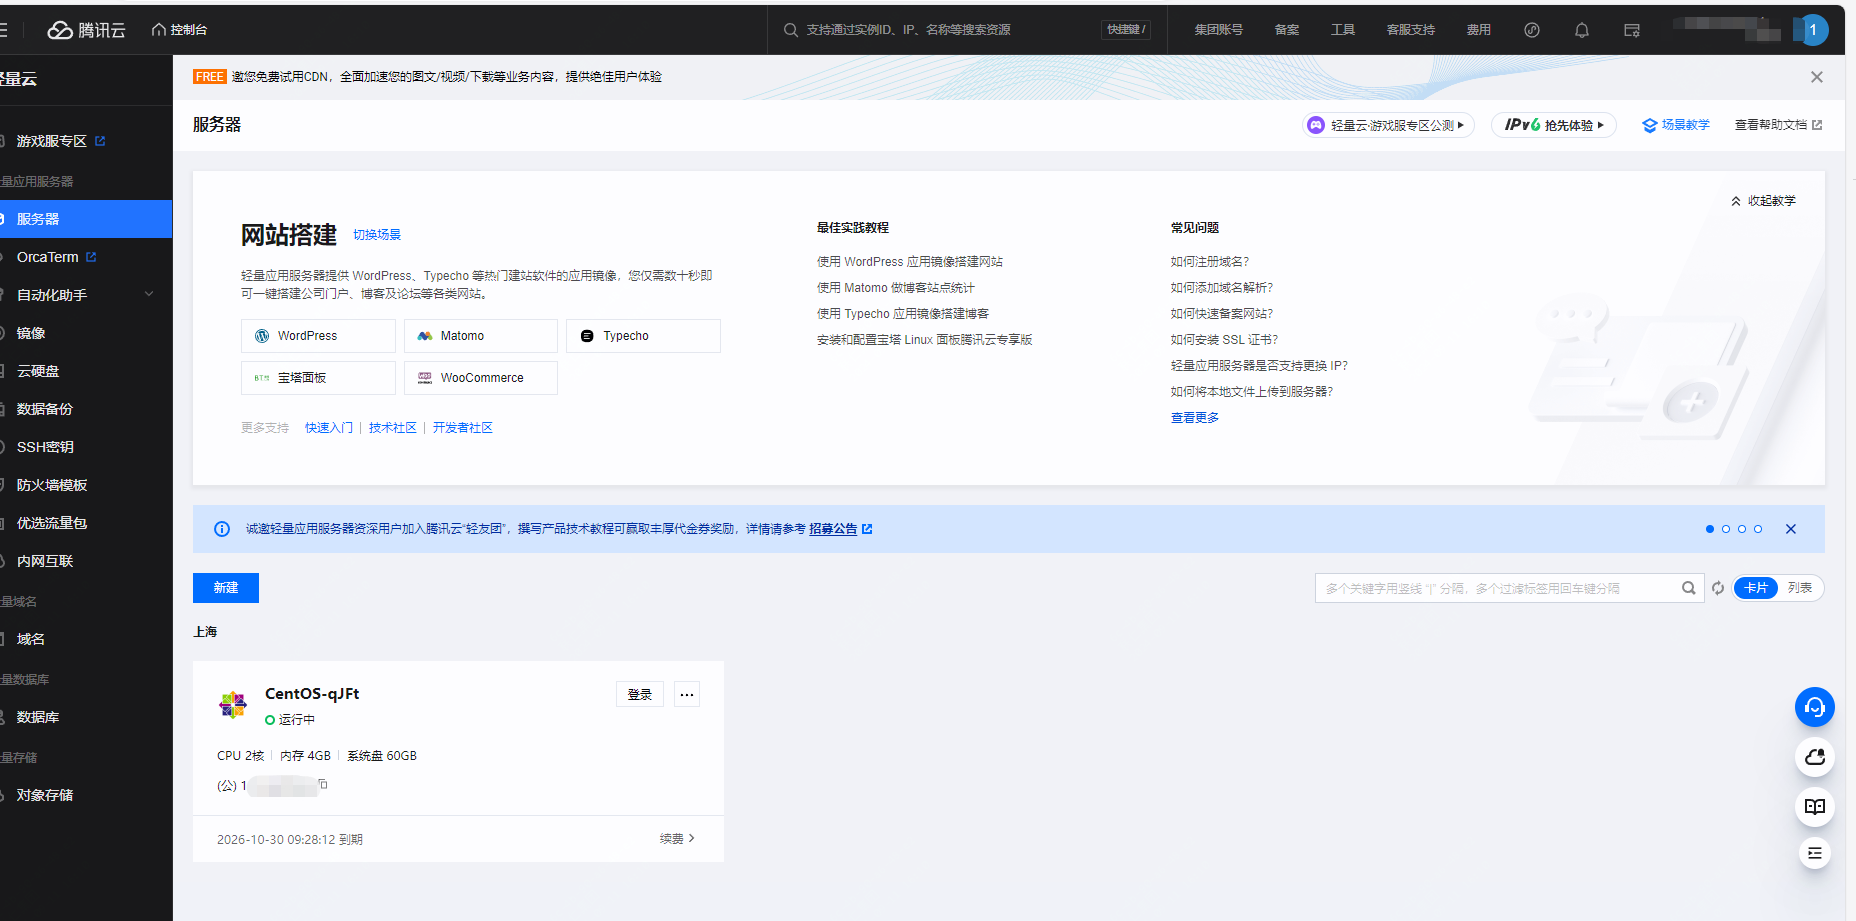 腾讯云
控制台
支持通过实例ID、IP、名称等搜索资源
快捷键 /
集团账号
备案
工具
客服支持
费用
1
轻量云
游戏服专区
量应用服务器
服务器
OrcaTerm
自动化助手
镜像
云硬盘
数据备份
SSH密钥
防火墙模板
优选流量包
内网互联
量域名
域名
量数据库
数据库
量存储
对象存储
FREE 邀您免费试用CDN，全面加速您的图文/视频/下载等业务内容，提供绝佳用户体验
服务器
轻量云·游戏服专区公测
IPv6 抢先体验
场景教学
查看帮助文档
收起教学
网站搭建 切换场景
轻量应用服务器提供 WordPress、Typecho 等热门建站软件的应用镜像，您仅需数十秒即
可一键搭建公司门户、博客及论坛等各类网站。
WordPress
Matomo
Typecho
宝塔面板
WooCommerce
更多支持 快速入门 | 技术社区 | 开发者社区
最佳实践教程
使用 WordPress 应用镜像搭建网站
使用 Matomo 做博客站点统计
使用 Typecho 应用镜像搭建博客
安装和配置宝塔 Linux 面板腾讯云专享版
常见问题
如何注册域名?
如何添加域名解析?
如何快速备案网站?
如何安装 SSL 证书?
轻量应用服务器是否支持更换 IP?
如何将本地文件上传到服务器?
查看更多
诚邀轻量应用服务器资深用户加入腾讯云“轻友团”，撰写产品技术教程可赢取丰厚代金券奖励，详情请参考 招募公告
新建
多个关键字用竖线 “|” 分隔，多个过滤标签用回车键分隔
卡片
列表
上海
CentOS-qJFt
运行中
登录
···
CPU 2核 | 内存 4GB | 系统盘 60GB
(公) 1
2026-10-30 09:28:12 到期
续费